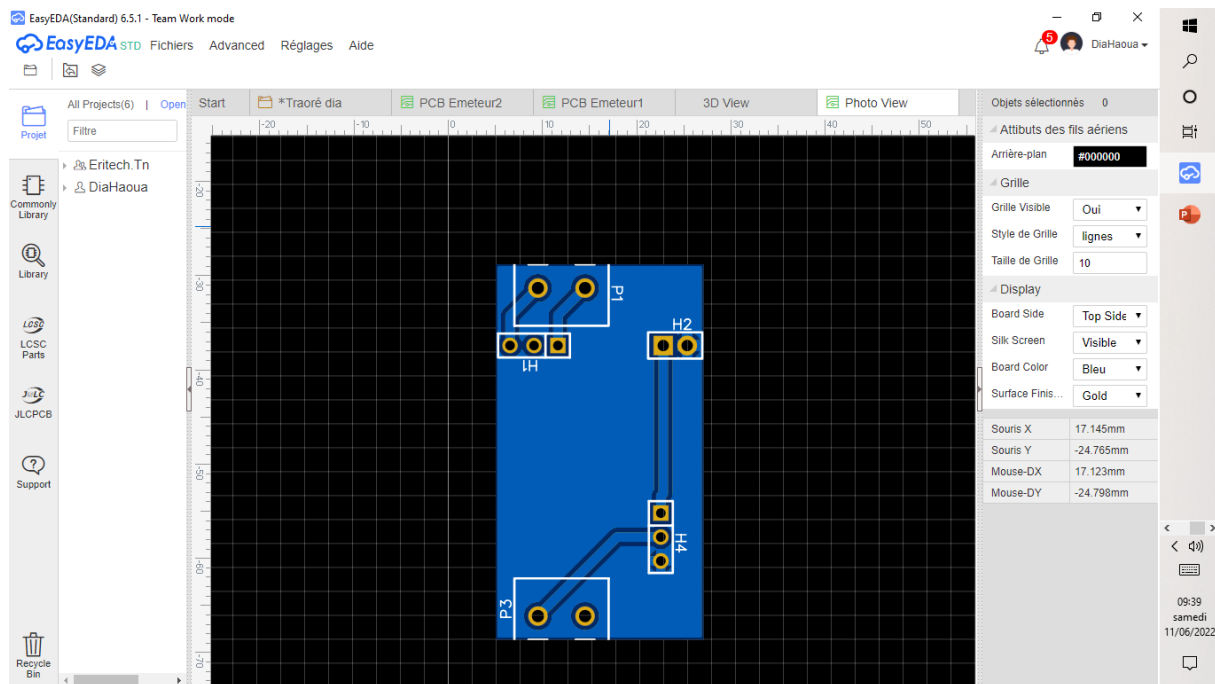 EasyEDA(Standard) 6.5.1 - Team Work mode
EasyEDA STD Fichiers Advanced Réglages Aide
5
DiaHaoua
All Projects(6) | Open
Filtre
Eritech.Tn
DiaHaoua
Projet
Commonly
Library
Library
LCSC
LCSC
Parts
JLC
JLCPCB
Support
Recycle
Bin
Start *Traoré dia PCB Emeteur2 PCB Emeteur1 3D View Photo View
-20 -10 0 10 20 30 40 50
-20
-30
-40
-50
-60
-70
P1
H2
H1
H4
P3
Objets sélectionnés 0
Attibuts des fils aériens
Arrière-plan #000000
Grille
Grille Visible Oui
Style de Grille lignes
Taille de Grille 10
Display
Board Side Top Side
Silk Screen Visible
Board Color Bleu
Surface Finis... Gold
Souris X 17.145mm
Souris Y -24.765mm
Mouse-DX 17.123mm
Mouse-DY -24.798mm
09:39
samedi
11/06/2022